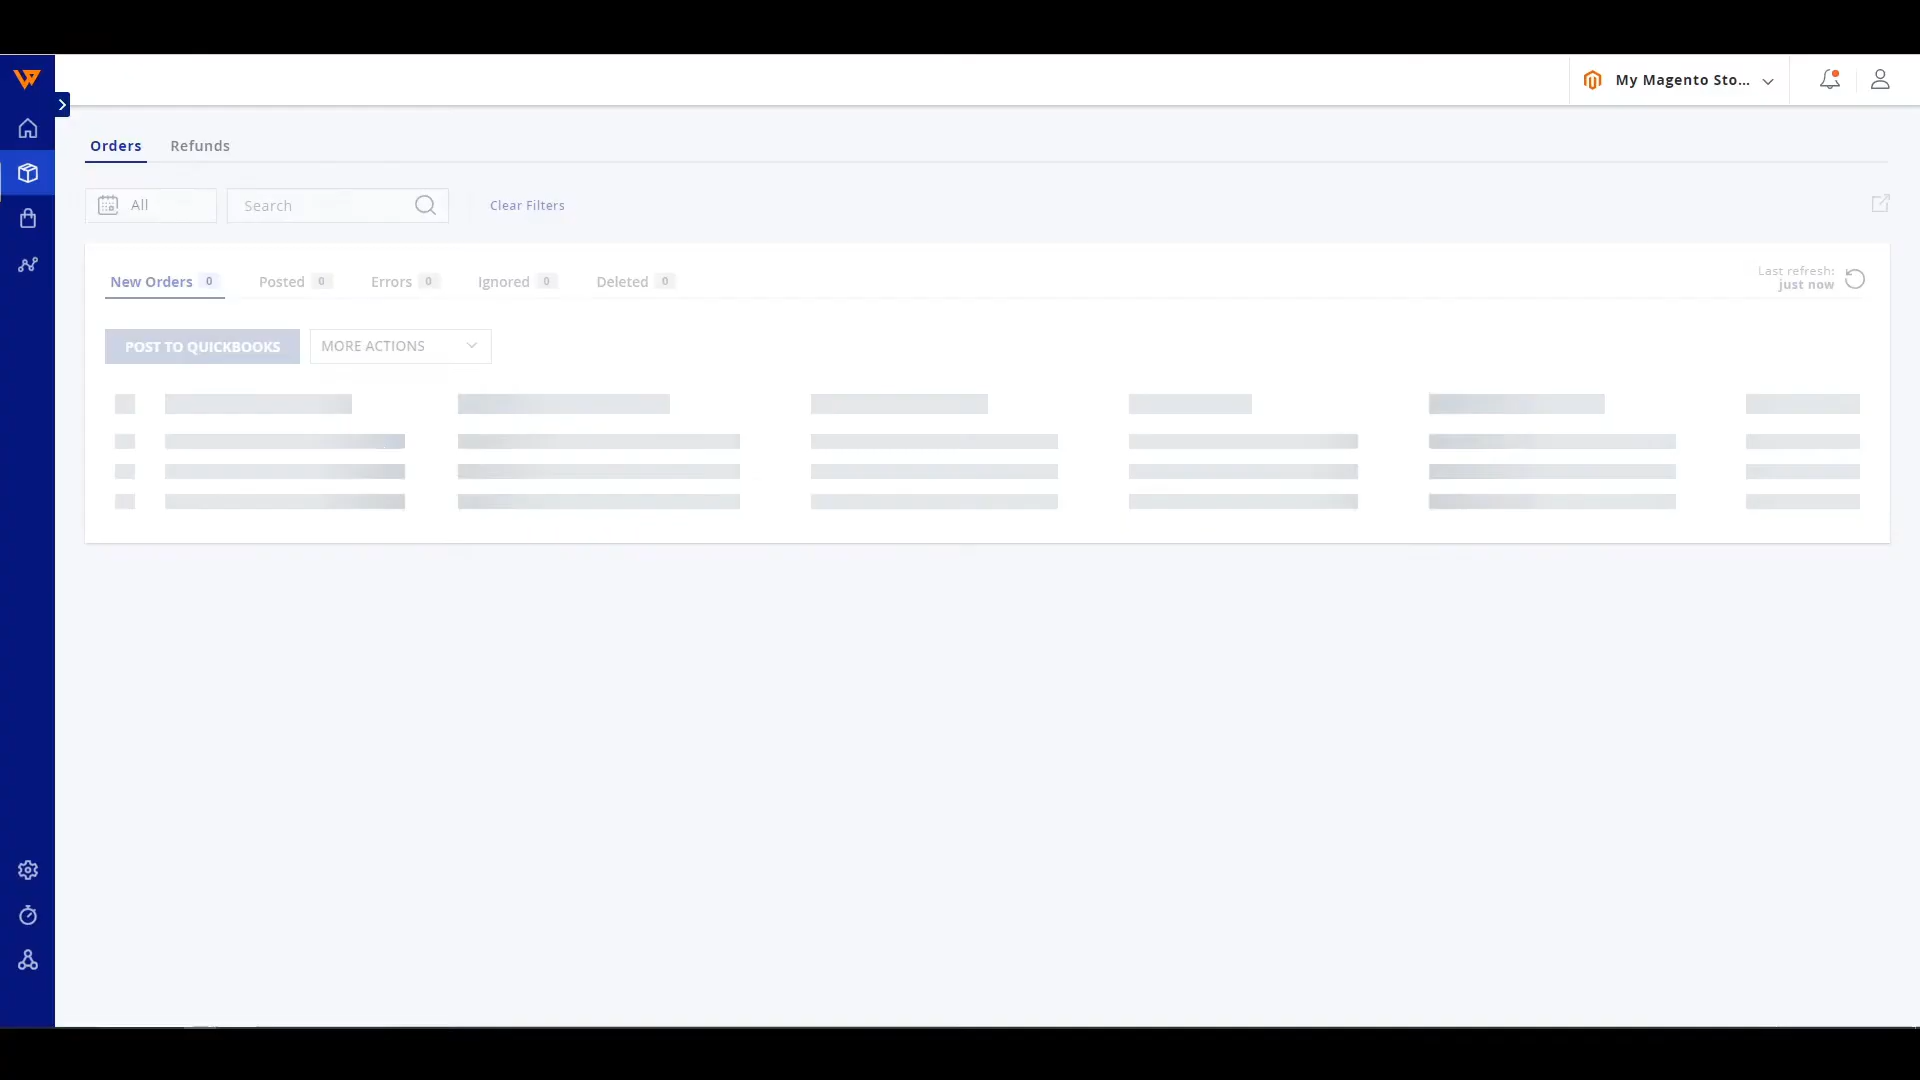 My Magento Sto...
Orders Refunds
All Search Clear Filters
New Orders 0 Posted 0 Errors 0 Ignored 0 Deleted 0
Last refresh:
just now
POST TO QUICKBOOKS MORE ACTIONS